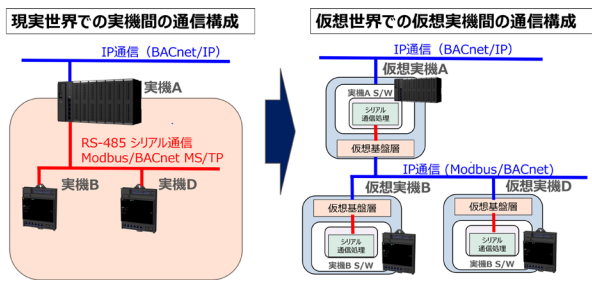 現実世界での実機間の通信構成
IP通信（BACnet/IP）
実機A
RS-485 シリアル通信
Modbus/BACnet MS/TP
実機B
実機D
仮想世界での仮想実機間の通信構成
IP通信（BACnet/IP）
仮想実機A
実機A S/W
シリアル
通信処理
仮想基盤層
IP通信 (Modbus/BACnet)
仮想実機B
仮想基盤層
シリアル
通信処理
実機B S/W
仮想実機D
仮想基盤層
シリアル
通信処理
実機B S/W